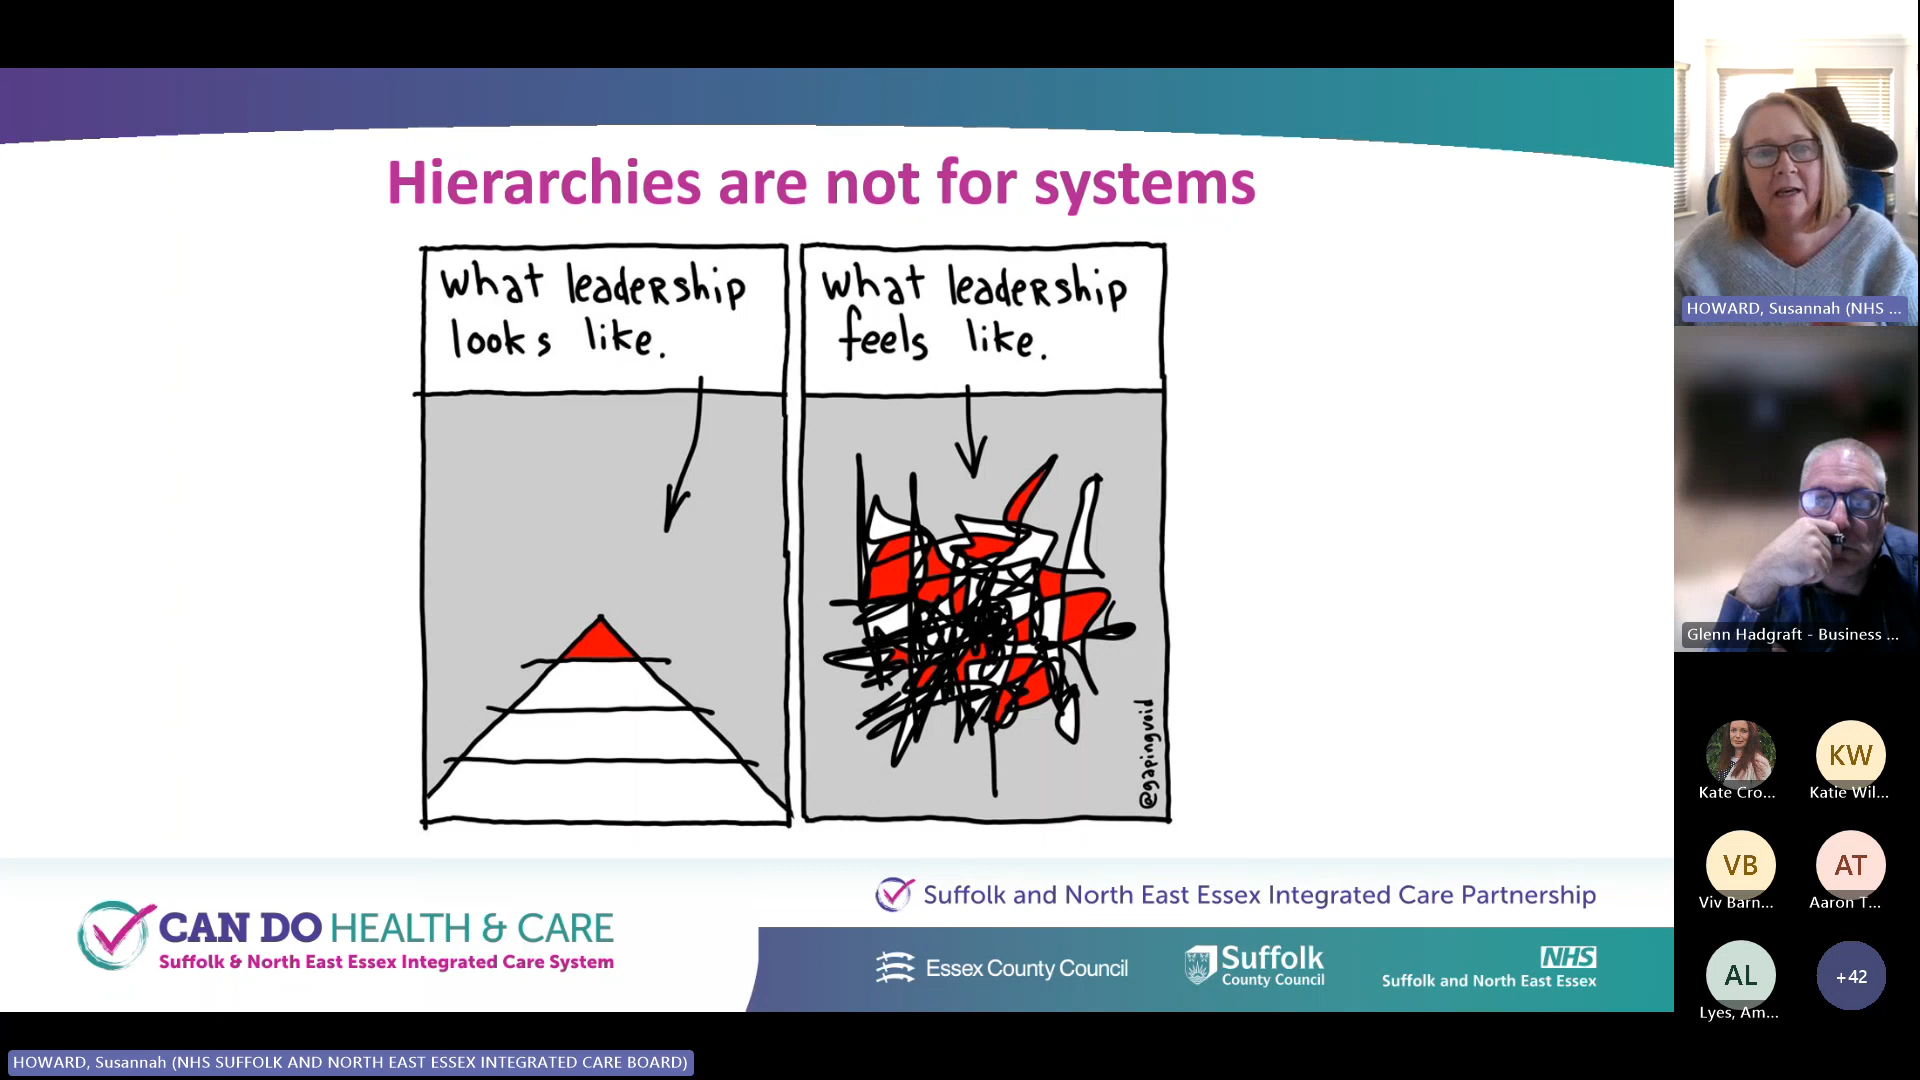 Hierarchies are not for systems
what leadership
looks like.
what leadership
feels like.
@gapingvoid
CAN DO HEALTH & CARE
Suffolk & North East Essex Integrated Care System
Suffolk and North East Essex Integrated Care Partnership
Essex County Council
Suffolk
County Council
NHS
Suffolk and North East Essex
HOWARD, Susannah (NHS ...
Glenn Hadgraft - Business ...
Kate Cro...
KW
Katie Wil...
VB
Viv Barn...
AT
Aaron T...
AL
Lyes, Am...
+42
HOWARD, Susannah (NHS SUFFOLK AND NORTH EAST ESSEX INTEGRATED CARE BOARD)